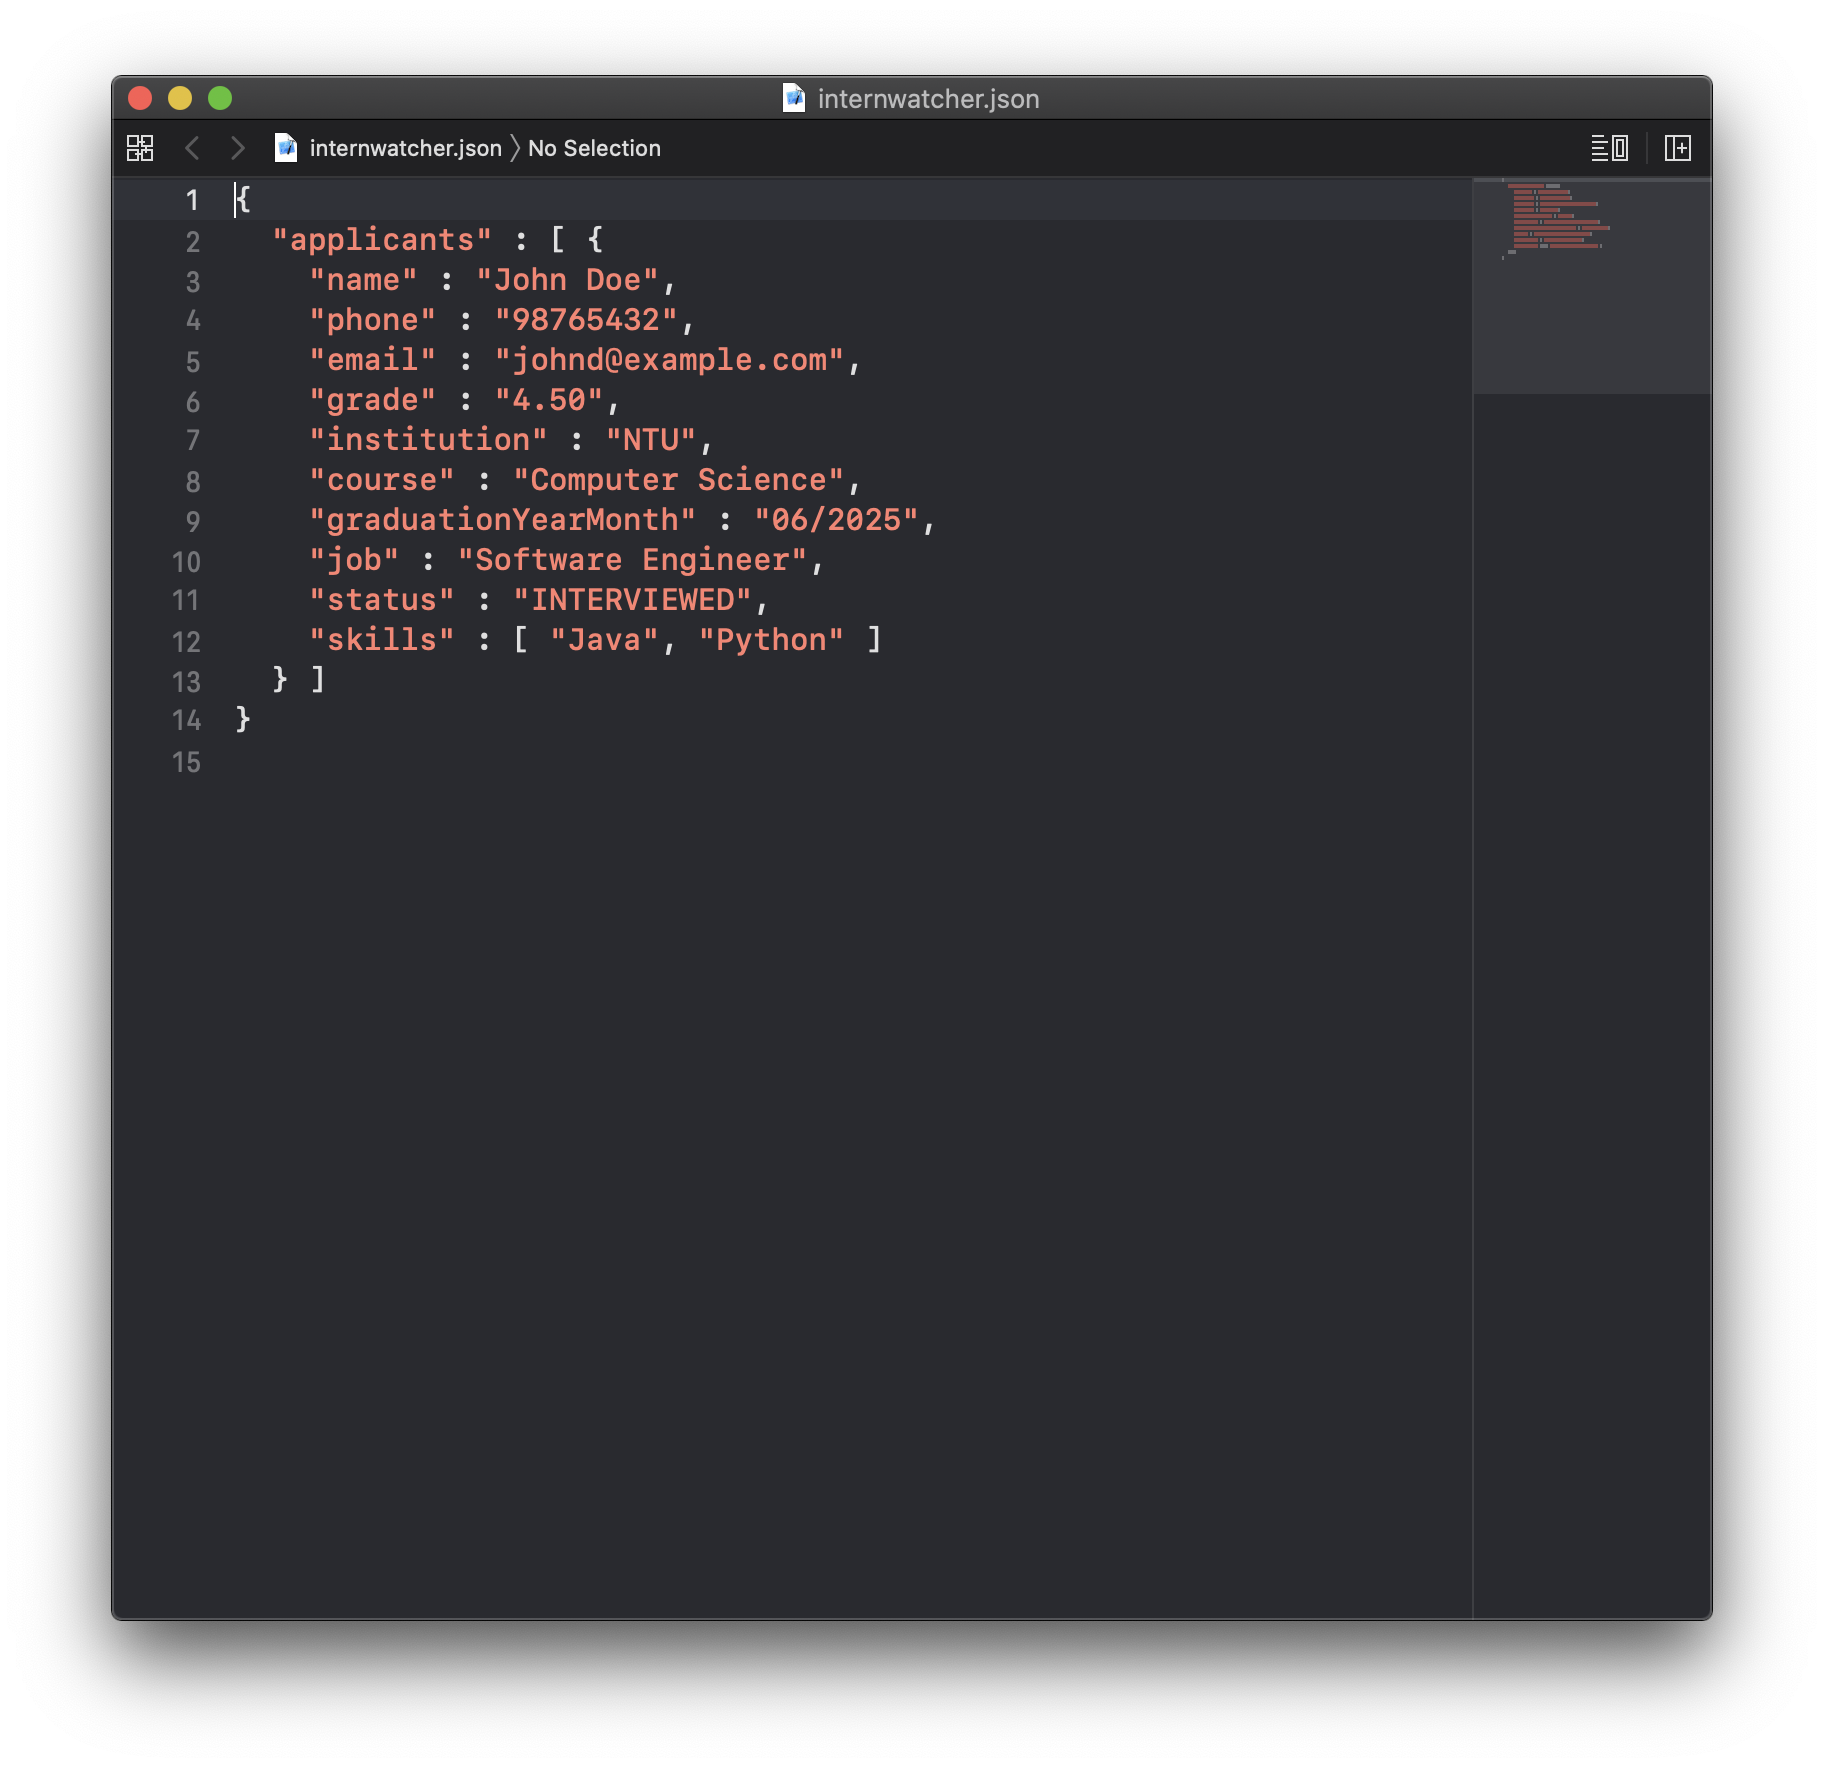 internwatcher.json
internwatcher.json 〉 No Selection
1 {
2   "applicants" : [ {
3     "name" : "John Doe",
4     "phone" : "98765432",
5     "email" : "johnd@example.com",
6     "grade" : "4.50",
7     "institution" : "NTU",
8     "course" : "Computer Science",
9     "graduationYearMonth" : "06/2025",
10     "job" : "Software Engineer",
11     "status" : "INTERVIEWED",
12     "skills" : [ "Java", "Python" ]
13   } ]
14 }
15